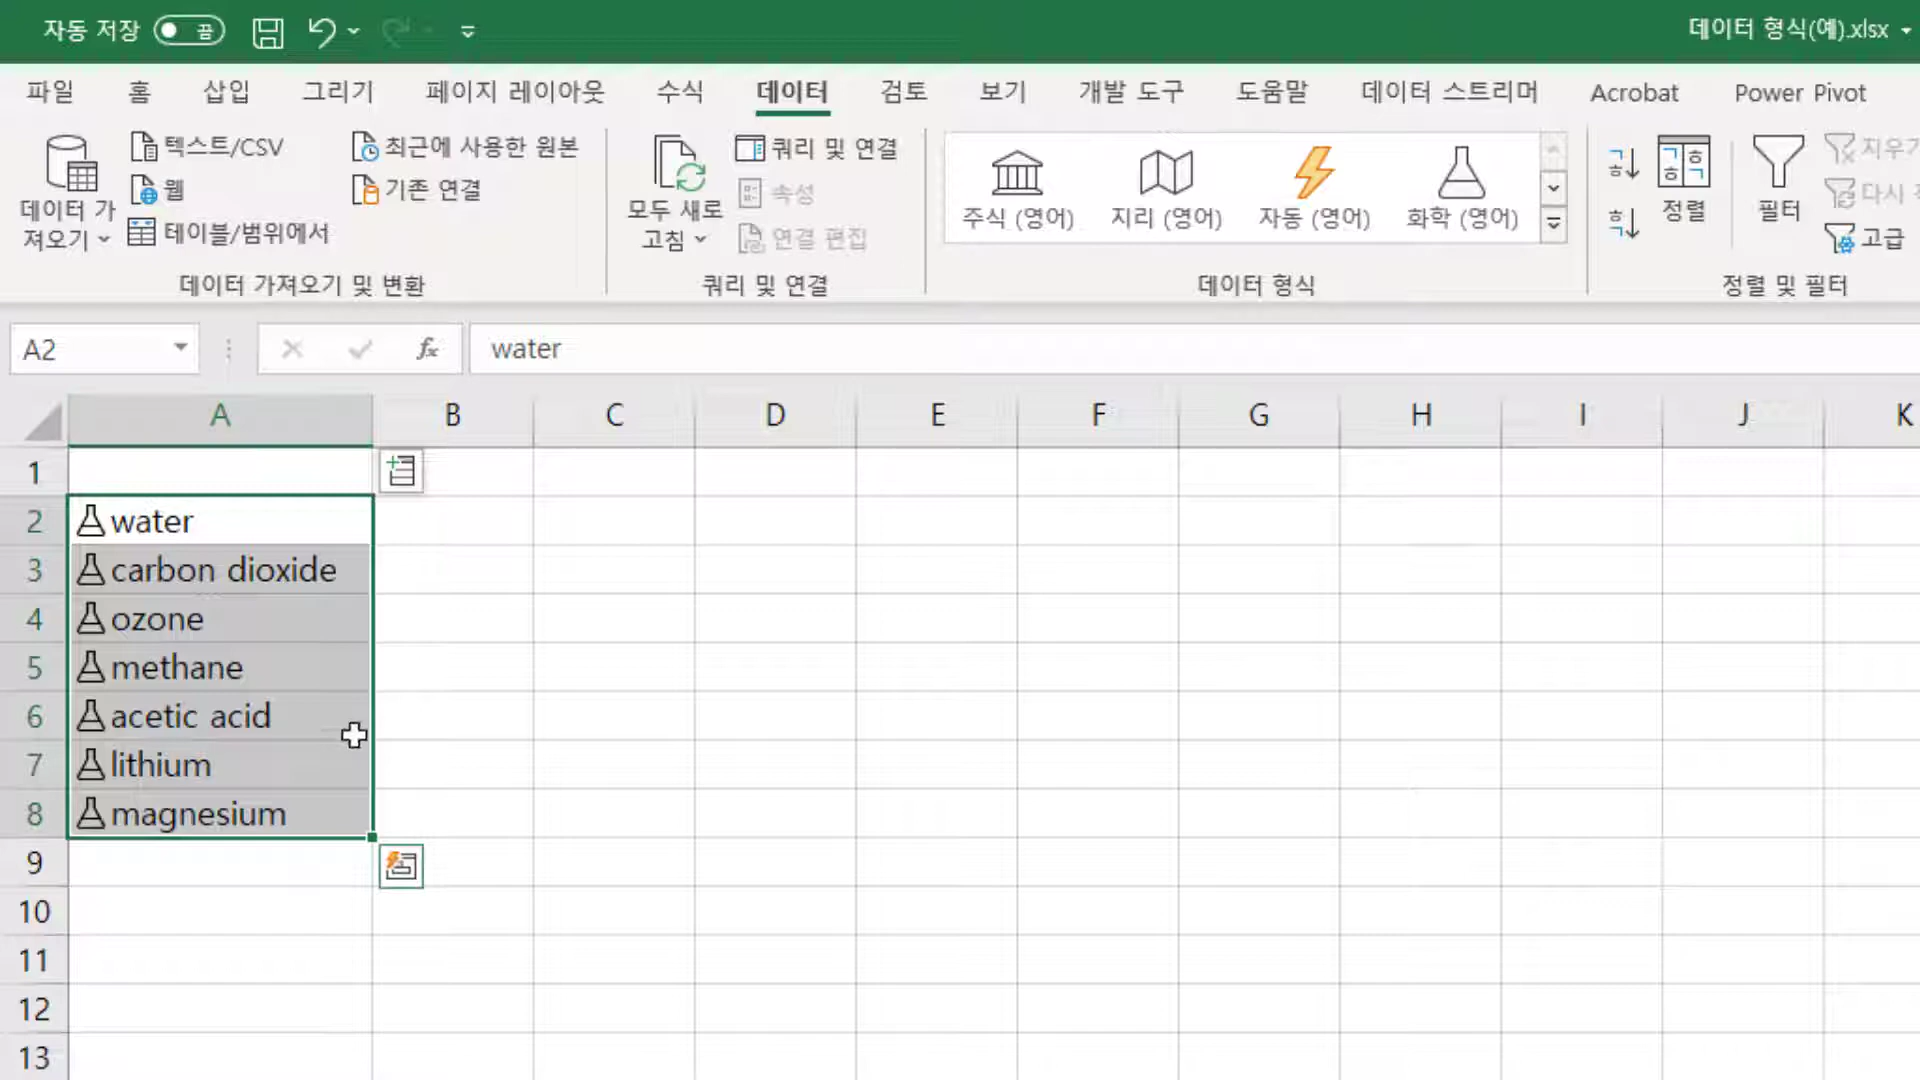 자동 저장 끔
데이터 형식(예).xlsx
파일 홈 삽입 그리기 페이지 레이아웃 수식 데이터 검토 보기 개발 도구 도움말 데이터 스트리머 Acrobat Power Pivot
데이터 가
져오기
텍스트/CSV
웹
테이블/범위에서
최근에 사용한 원본
기존 연결
데이터 가져오기 및 변환
모두 새로
고침
쿼리 및 연결
속성
연결 편집
쿼리 및 연결
주식 (영어) 지리 (영어) 자동 (영어) 화학 (영어)
데이터 형식
정렬
필터
지우기
다시
고급
정렬 및 필터
A2
fx
water
A B C D E F G H I J K
1
2 water
3 carbon dioxide
4 ozone
5 methane
6 acetic acid
7 lithium
8 magnesium
9
10
11
12
13